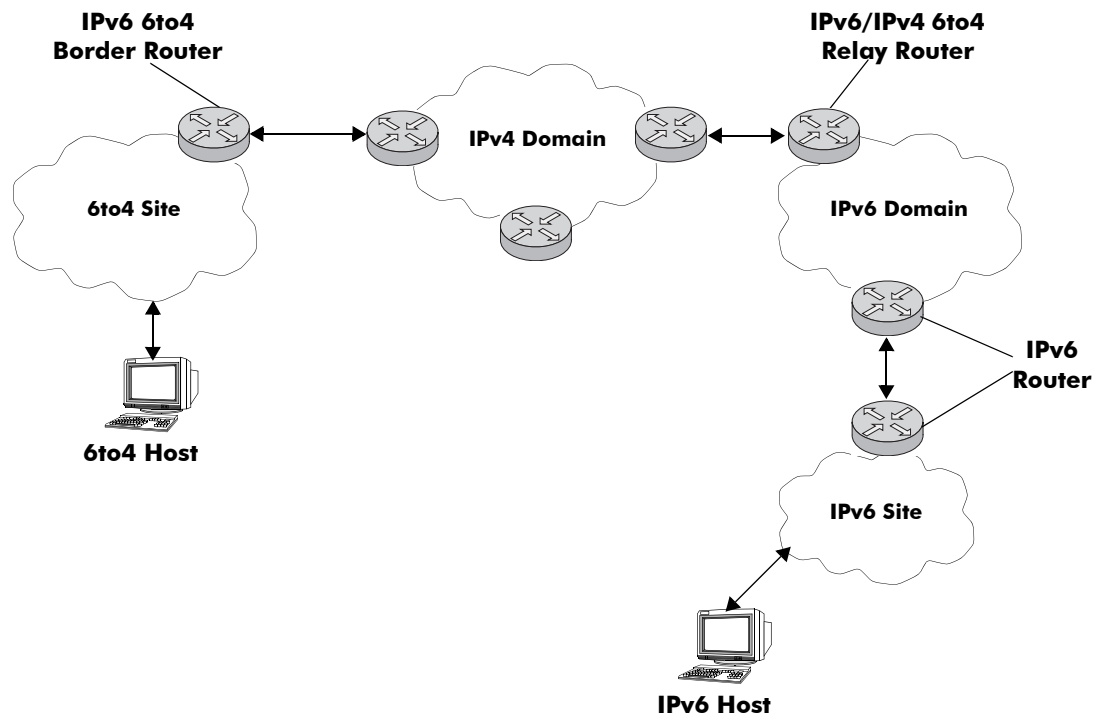 IPv6 6to4
Border Router
IPv6/IPv4 6to4
Relay Router
IPv4 Domain
6to4 Site
IPv6 Domain
IPv6
Router
6to4 Host
IPv6 Site
IPv6 Host